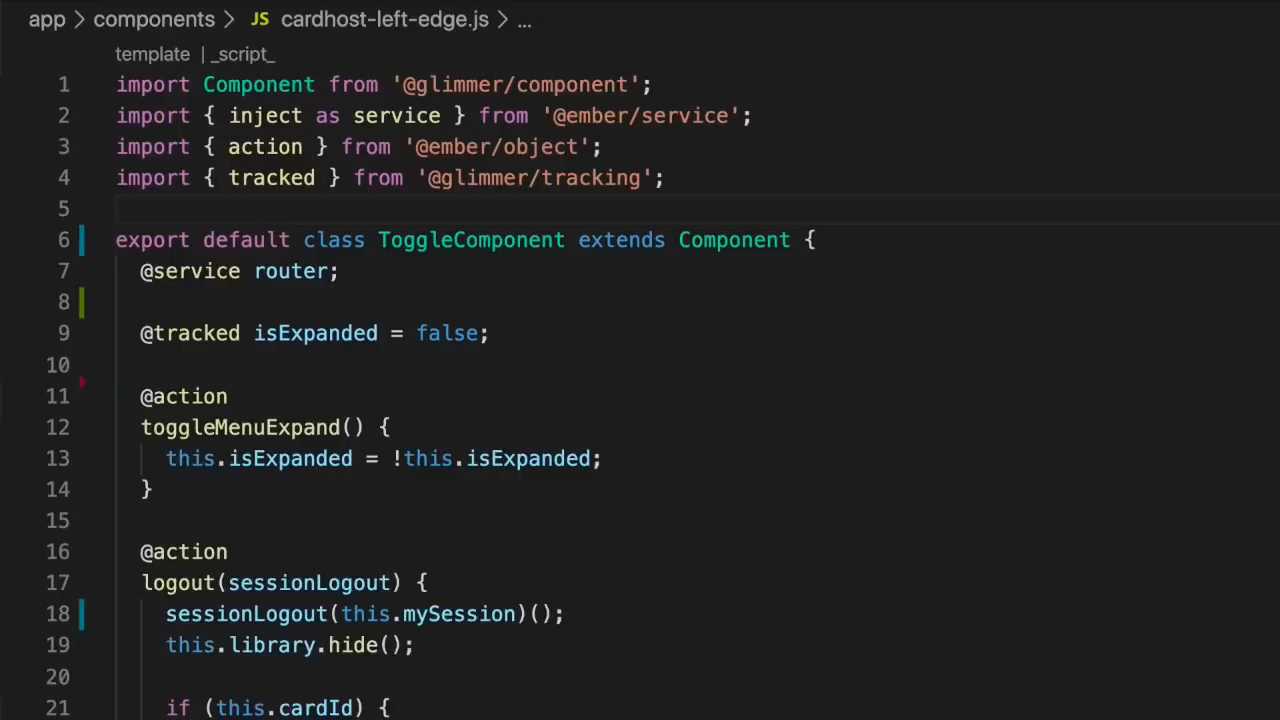 app > components > JS cardhost-left-edge.js > ...
template | _script_
1 import Component from '@glimmer/component';
2 import { inject as service } from '@ember/service';
3 import { action } from '@ember/object';
4 import { tracked } from '@glimmer/tracking';
5
6 export default class ToggleComponent extends Component {
7 @service router;
8
9 @tracked isExpanded = false;
10
11 @action
12 toggleMenuExpand() {
13 this.isExpanded = !this.isExpanded;
14 }
15
16 @action
17 logout(sessionLogout) {
18 sessionLogout(this.mySession)();
19 this.library.hide();
20
21 if (this.cardId) {